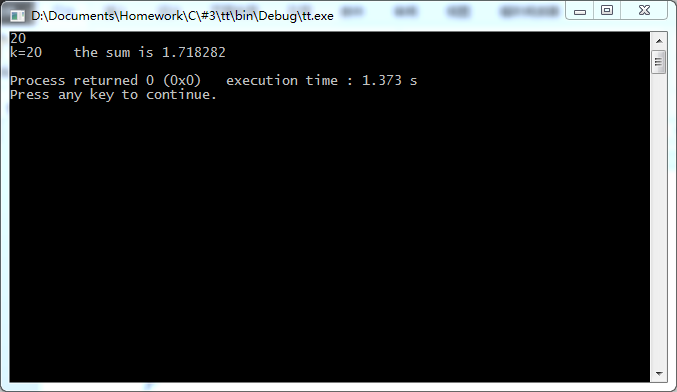 D:\Documents\Homework\C\#3\tt\bin\Debug\tt.exe
20
k=20    the sum is 1.718282
Process returned 0 (0x0)   execution time : 1.373 s
Press any key to continue.